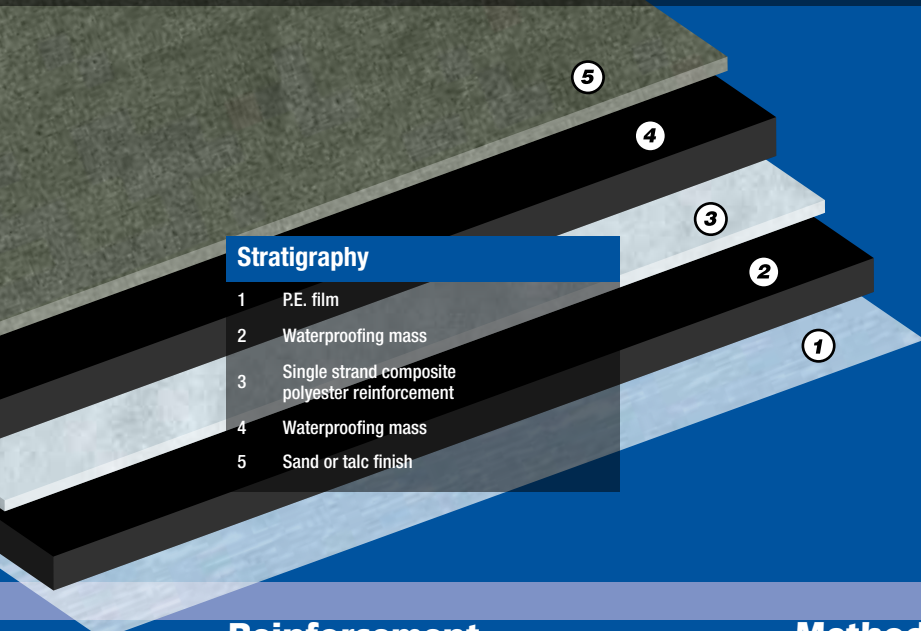 5
4
3
2
1
Stratigraphy
1 P.E. film
2 Waterproofing mass
3 Single strand composite
polyester reinforcement
4 Waterproofing mass
5 Sand or talc finish
Reinforcement